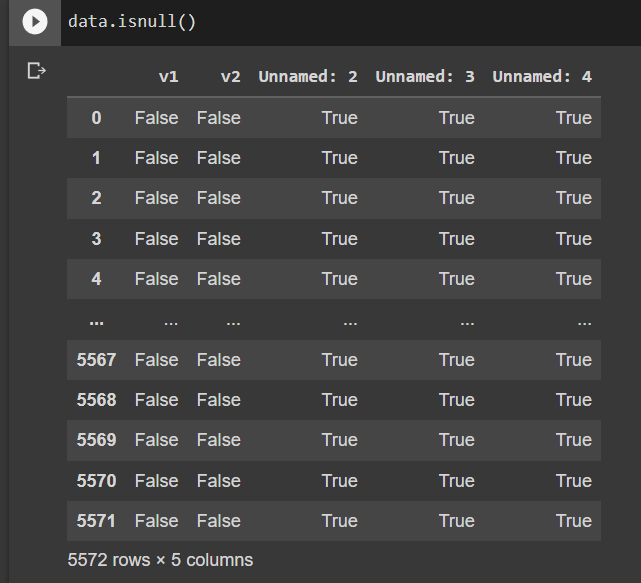 data.isnull()
v1 v2 Unnamed: 2 Unnamed: 3 Unnamed: 4
0 False False True True True
1 False False True True True
2 False False True True True
3 False False True True True
4 False False True True True
... ... ... ... ... ...
5567 False False True True True
5568 False False True True True
5569 False False True True True
5570 False False True True True
5571 False False True True True
5572 rows × 5 columns